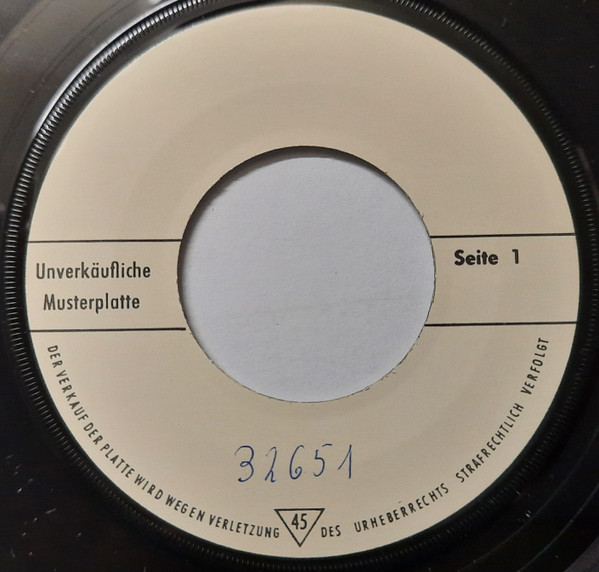 Unverkäufliche
Musterplatte
Seite 1
32651
DER VERKAUF DER PLATTE WIRD WEGEN VERLETZUNG 45 DES URHEBERRECHTS STRAFRECHTLICH VERFOLGT